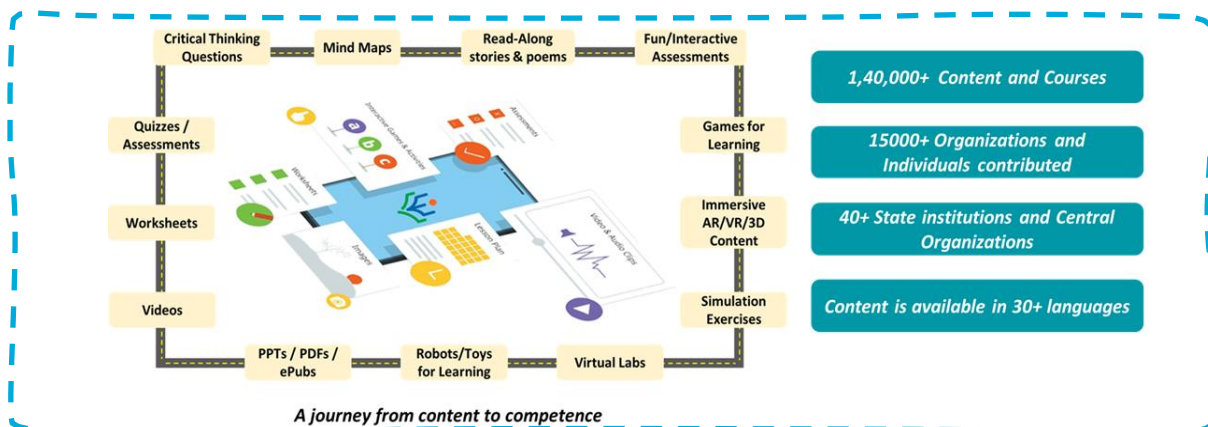 Critical Thinking
Questions
Mind Maps
Read-Along
stories & poems
Fun/Interactive
Assessments
Quizzes /
Assessments
Worksheets
Videos
PPTs / PDFs /
ePubs
Robots/Toys
for Learning
Virtual Labs
Games for
Learning
Immersive
AR/VR/3D
Content
Simulation
Exercises
Interactive Games & Activities
a
b
c
Assessments
Worksheets
Images
Lesson Plan
Video & Audio Clips
A journey from content to competence
1,40,000+ Content and Courses
15000+ Organizations and
Individuals contributed
40+ State institutions and Central
Organizations
Content is available in 30+ languages